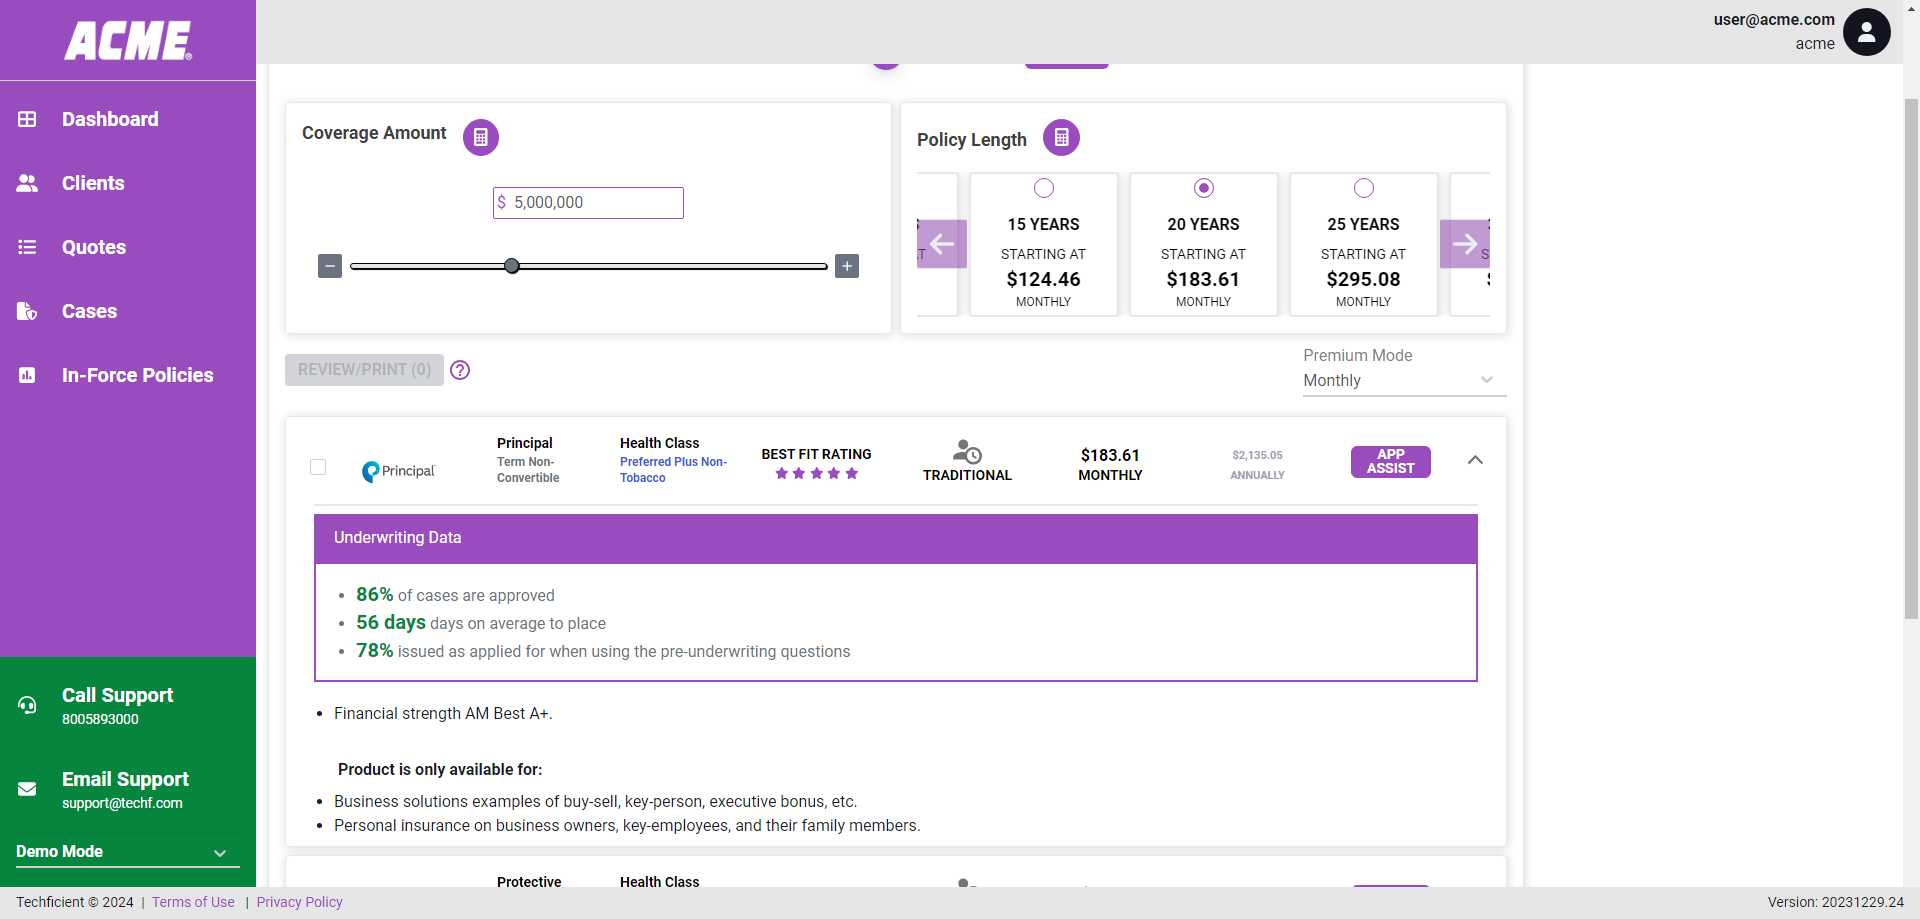 ACME
user@acme.com
acme
Dashboard
Clients
Quotes
Cases
In-Force Policies
Call Support
8005893000
Email Support
support@techf.com
Demo Mode
Coverage Amount
$ 5,000,000
−
+
Policy Length
15 YEARS
STARTING AT
$124.46
MONTHLY
20 YEARS
STARTING AT
$183.61
MONTHLY
25 YEARS
STARTING AT
$295.08
MONTHLY
REVIEW/PRINT (0)
?
Premium Mode
Monthly
Principal
Principal
Term Non-
Convertible
Health Class
Preferred Plus Non-
Tobacco
BEST FIT RATING
TRADITIONAL
$183.61
MONTHLY
$2,135.05
ANNUALLY
APP
ASSIST
Underwriting Data
• 86% of cases are approved
• 56 days days on average to place
• 78% issued as applied for when using the pre-underwriting questions
• Financial strength AM Best A+.
Product is only available for:
• Business solutions examples of buy-sell, key-person, executive bonus, etc.
• Personal insurance on business owners, key-employees, and their family members.
Protective
Health Class
Techficient © 2024 | Terms of Use | Privacy Policy
Version: 20231229.24